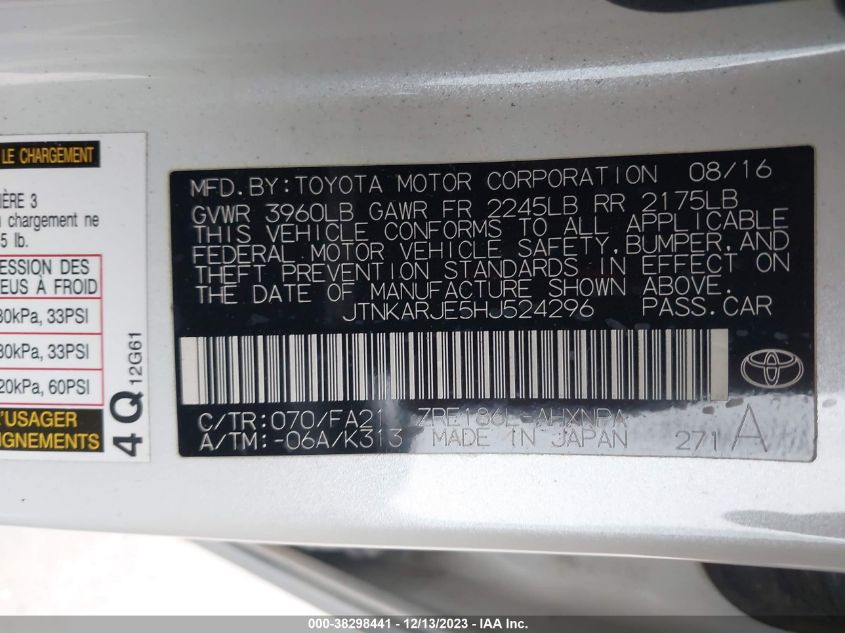 LE CHARGEMENT
IÈRE 3
chargement ne
5 lb.
ESSION DES
EUS À FROID
30kPa, 33PSI
30kPa, 33PSI
20kPa, 60PSI
L'USAGER
IGNEMENTS
4Q 12G61
MFD.BY:TOYOTA MOTOR CORPORATION 08/16
GVWR 3960LB GAWR FR 2245LB RR 2175LB
THIS VEHICLE CONFORMS TO ALL APPLICABLE
FEDERAL MOTOR VEHICLE SAFETY,BUMPER,AND
THEFT PREVENTION STANDARDS IN EFFECT ON
THE DATE OF MANUFACTURE SHOWN ABOVE.
JTNKARJE5HJ524296 PASS.CAR
C/TR:070/FA21 ZRE186L-AHXNPA
A/TM:-06A/K313 MADE IN JAPAN 271 A
000-38298441 - 12/13/2023 - IAA Inc.